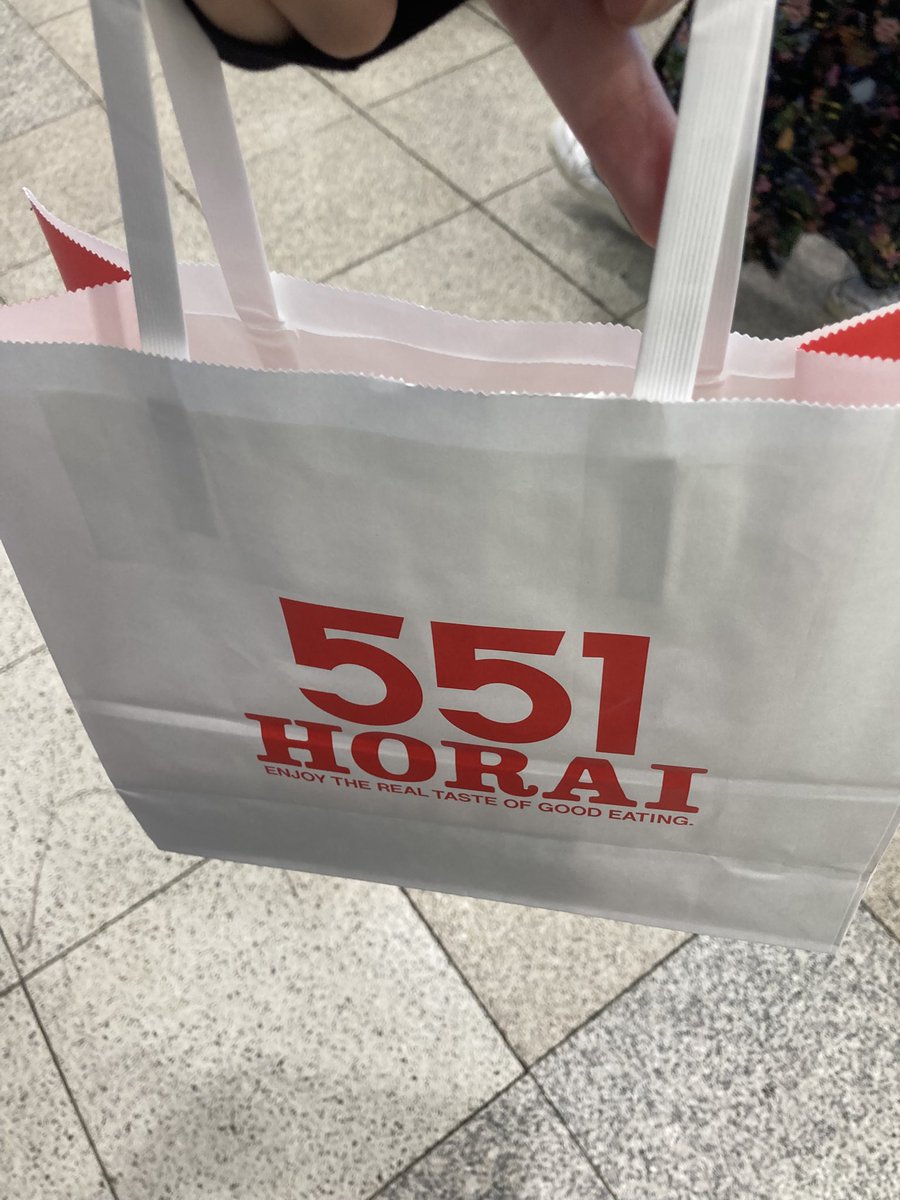 551
HORAI
ENJOY THE REAL TASTE OF GOOD EATING.